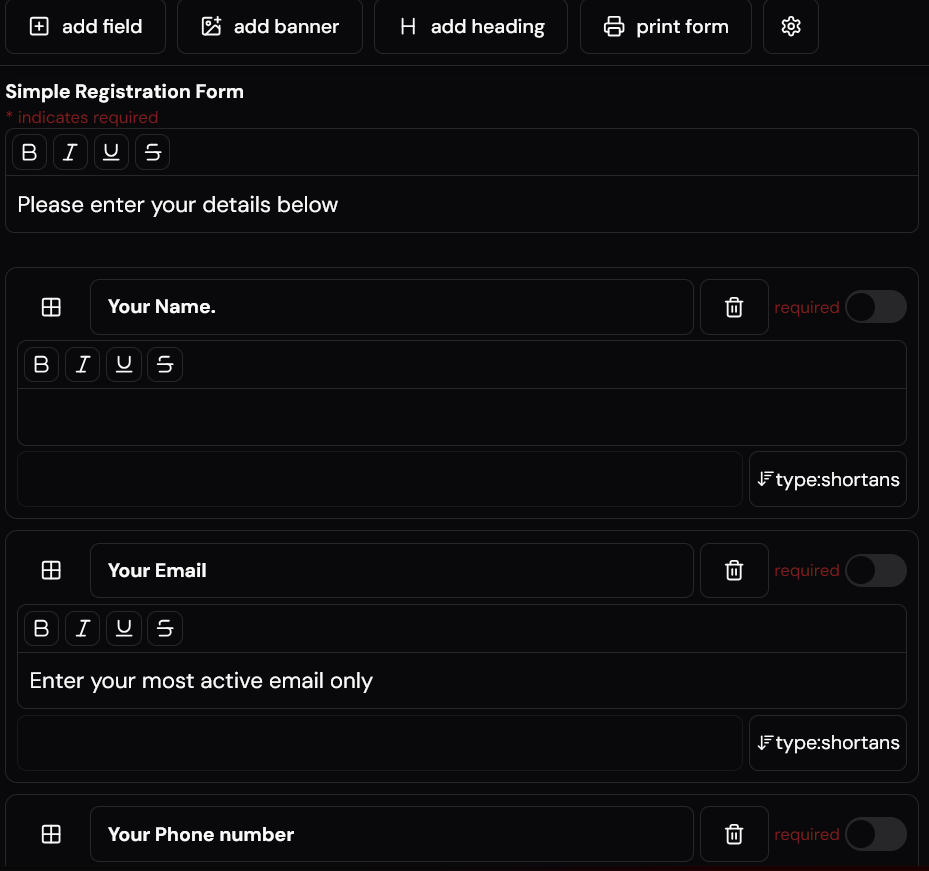 add field add banner add heading print form
Simple Registration Form
* indicates required
B I U S
Please enter your details below
Your Name. required
B I U S
type:shortans
Your Email required
B I U S
Enter your most active email only
type:shortans
Your Phone number required